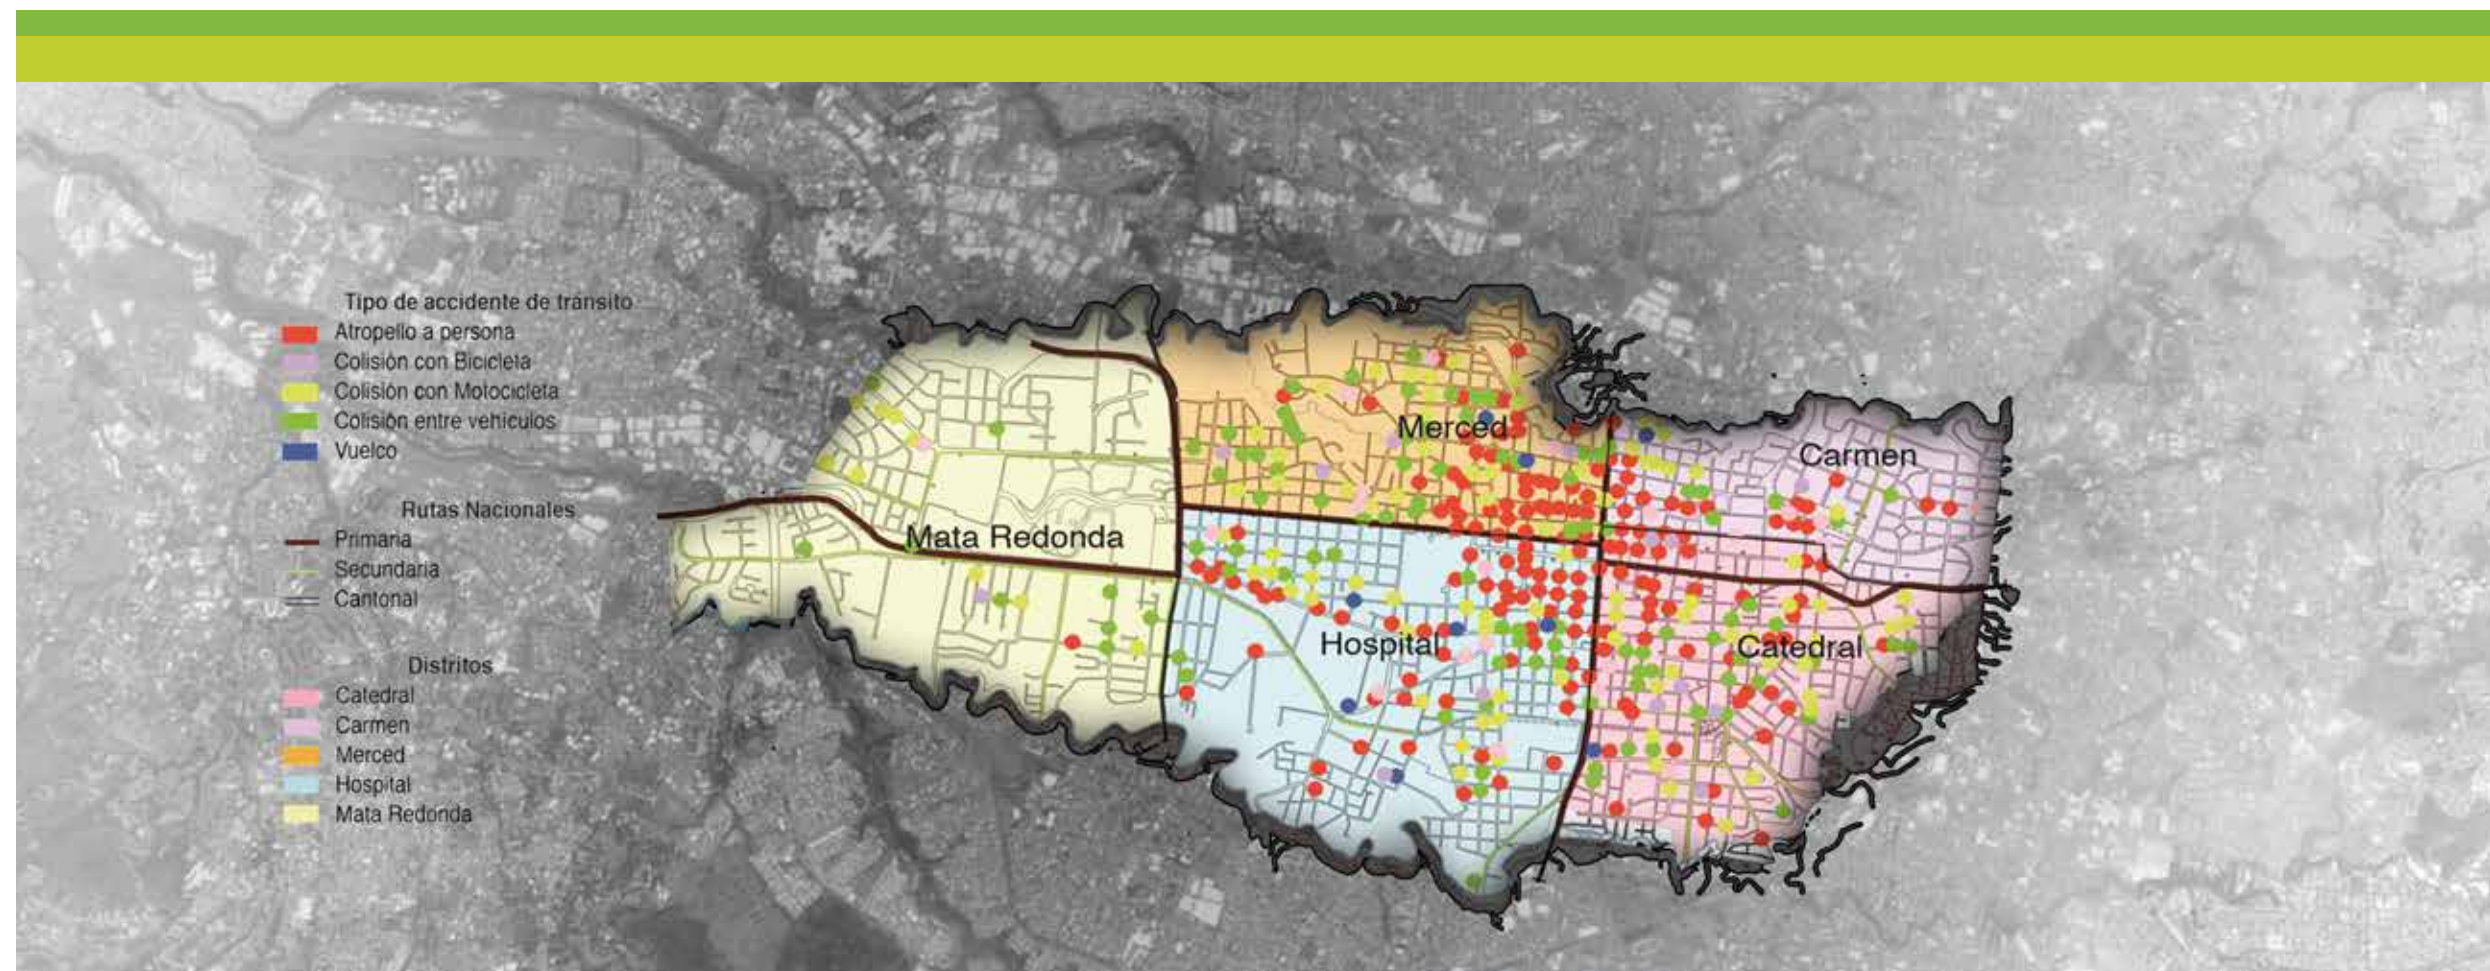 Tipo de accidente de tránsito
Atropello a persona
Colisión con Bicicleta
Colisión con Motocicleta
Colisión entre vehículos
Vuelco
Rutas Nacionales
Primaria
Secundaria
Cantonal
Distritos
Catedral
Carmen
Merced
Hospital
Mata Redonda
Merced
Carmen
Mata Redonda
Hospital
Catedral